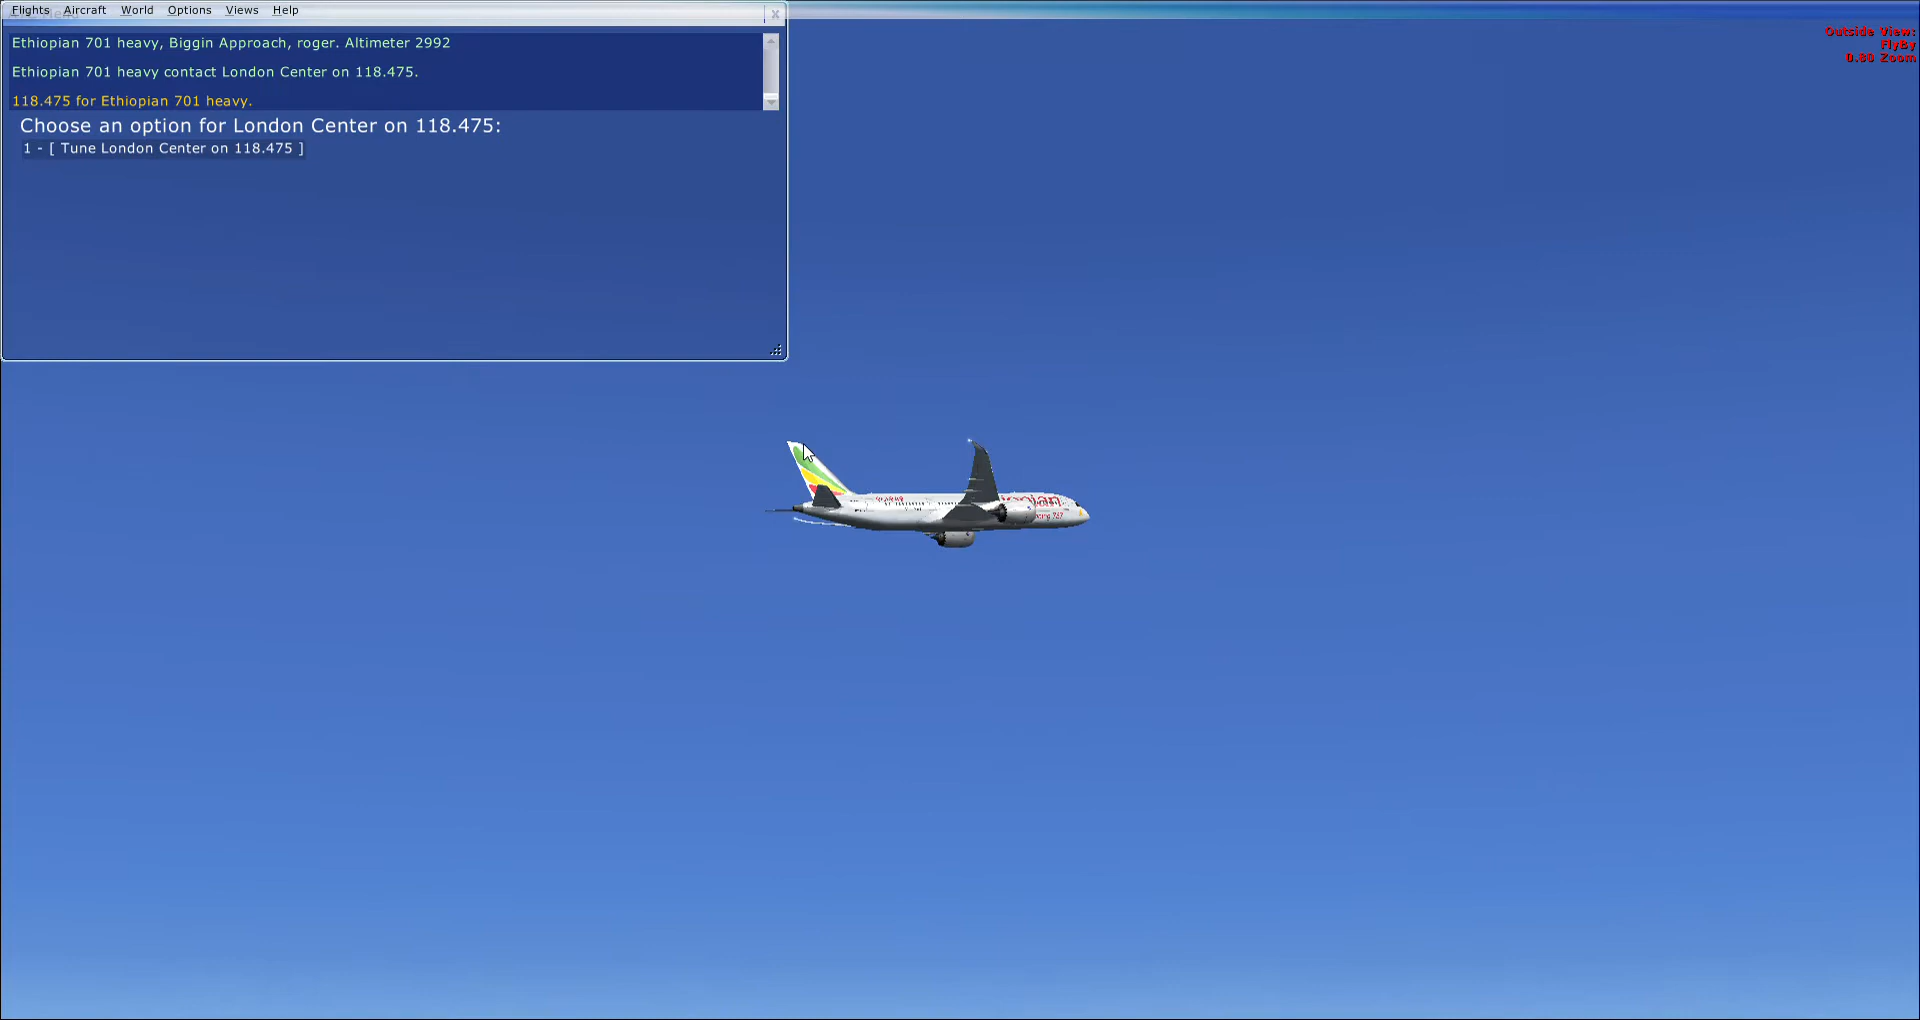 Flights Aircraft World Options Views Help
Outside View:
FlyBy
0.80 Zoom
Ethiopian 701 heavy, Biggin Approach, roger. Altimeter 2992
Ethiopian 701 heavy contact London Center on 118.475.
118.475 for Ethiopian 701 heavy.
Choose an option for London Center on 118.475:
1 - [ Tune London Center on 118.475 ]